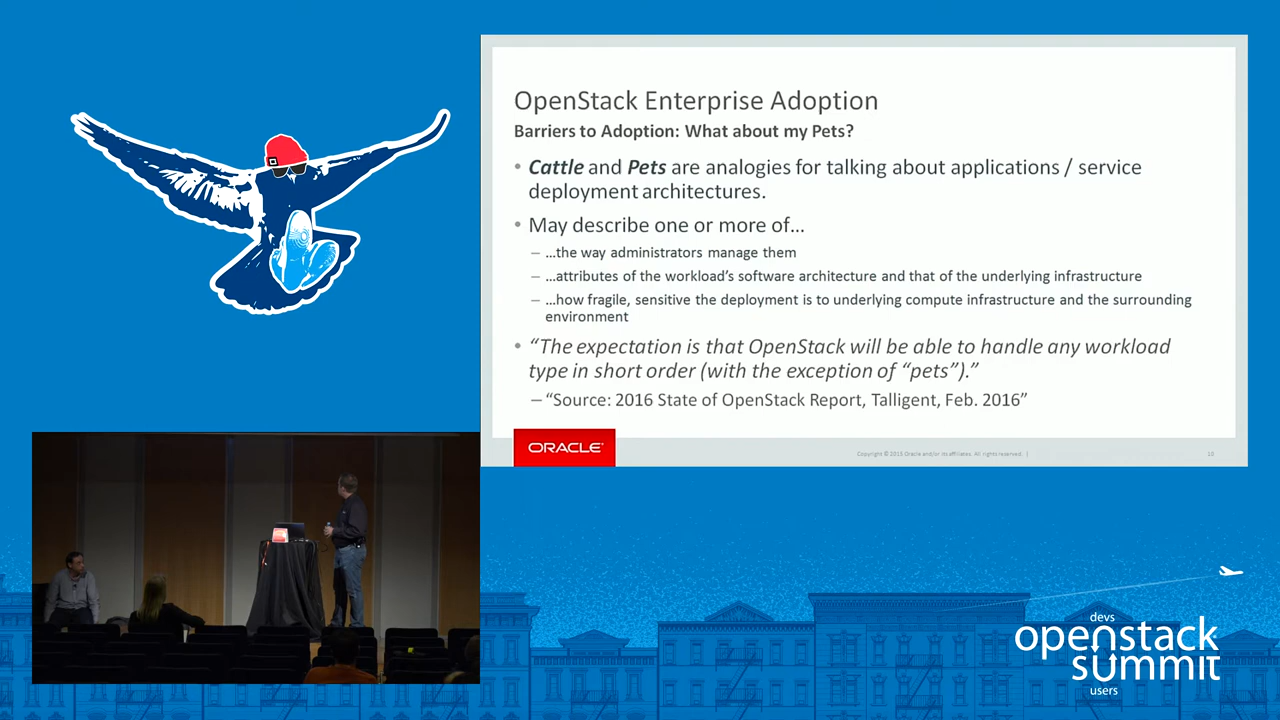 OpenStack Enterprise Adoption
Barriers to Adoption: What about my Pets?
• Cattle and Pets are analogies for talking about applications / service
deployment architectures.
• May describe one or more of…
– …the way administrators manage them
– …attributes of the workload's software architecture and that of the underlying infrastructure
– …how fragile, sensitive the deployment is to underlying compute infrastructure and the surrounding
environment
• “The expectation is that OpenStack will be able to handle any workload
type in short order (with the exception of “pets”).”
– “Source: 2016 State of OpenStack Report, Talligent, Feb. 2016”
ORACLE
Copyright © 2015 Oracle and/or its affiliates. All rights reserved. |
10
devs
openstack
summit
users